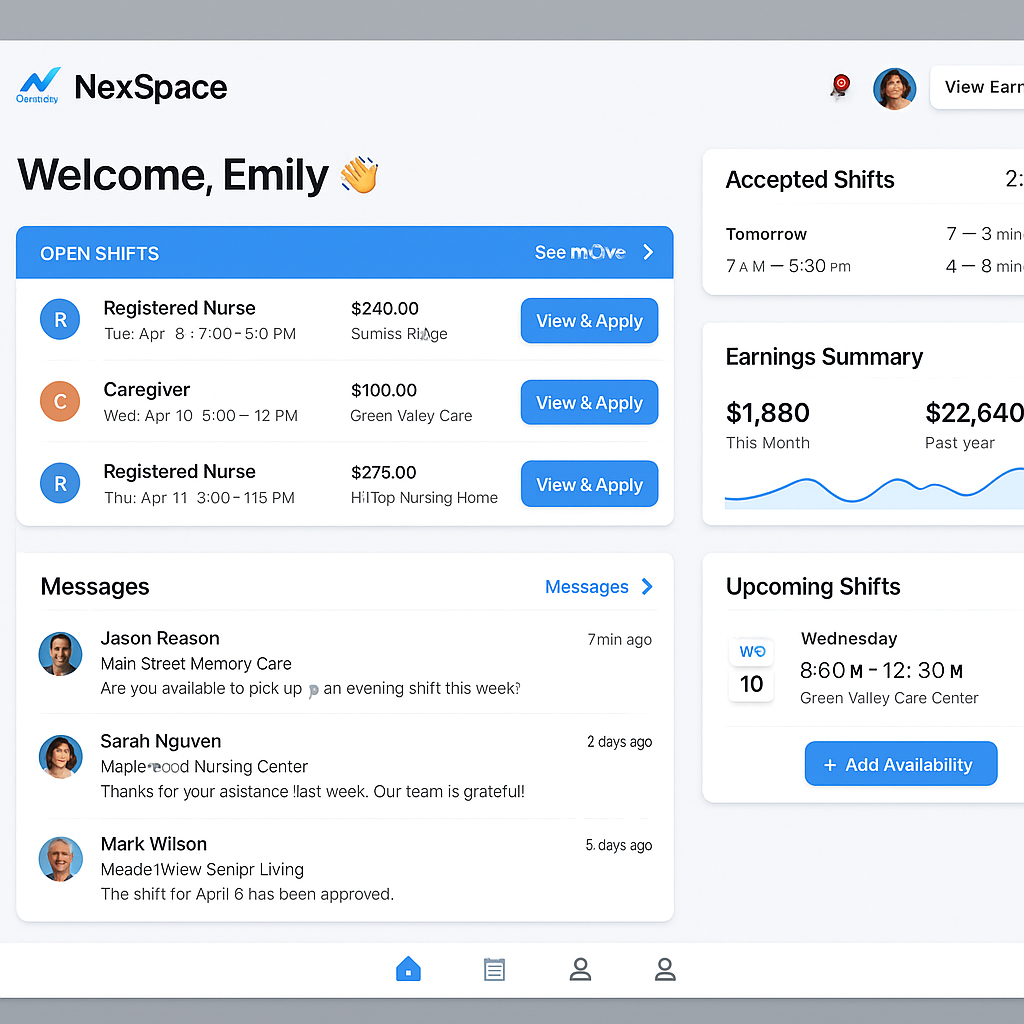 NexSpace
View Earn
Welcome, Emily
OPEN SHIFTS
See
R
Registered Nurse
$240.00
View & Apply
Tue: Apr 8 : 7:00-5:0 PM
Sumiss
C
Caregiver
$100.00
View & Apply
Wed: Apr 10 5:00 – 12 PM
Green Valey Care
R
Registered Nurse
$275.00
View & Apply
Thu: Apr 11 3:00-115 PM
HilTop Nursing Home
Messages
Messages
Jason Reason
7min ago
Main Street Memory Care
Are you available to pick up an evening shift this week?
Sarah Nguven
2 days ago
Nursing Center
Thanks for your asistance !last week. Our team is grateful!
Mark Wilson
5. days ago
Meade1Wiew Senipr Living
The shift for April 6 has been approved.
Accepted Shifts
2:
Tomorrow
7 — 3 min
7 A M — 5:30 PM
4 — 8 min
Earnings Summary
$1,880
$22,640
This Month
Past year
Upcoming Shifts
10
Wednesday
8:60 M - 12: 30 M
Green Valley Care Center
+ Add Availability